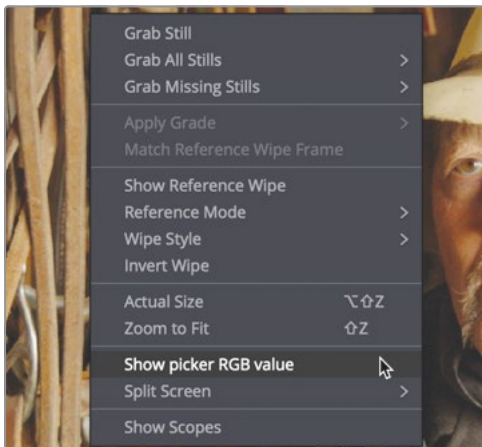 Grab Still
Grab All Stills >
Grab Missing Stills >
Apply Grade >
Match Reference Wipe Frame
Show Reference Wipe
Reference Mode >
Wipe Style >
Invert Wipe
Actual Size ⌥⇧Z
Zoom to Fit ⇧Z
Show picker RGB value
Split Screen >
Show Scopes